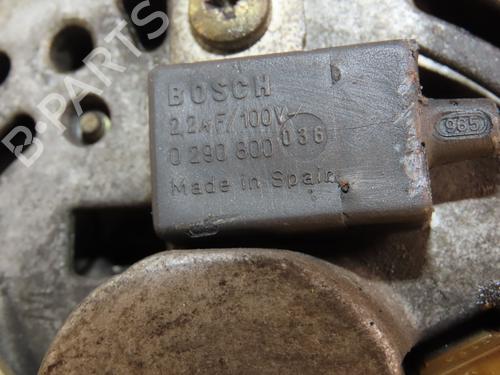 BOSCH
2,2µF/100V
0 290 800 036
Made in Spain
965
B-PARTS